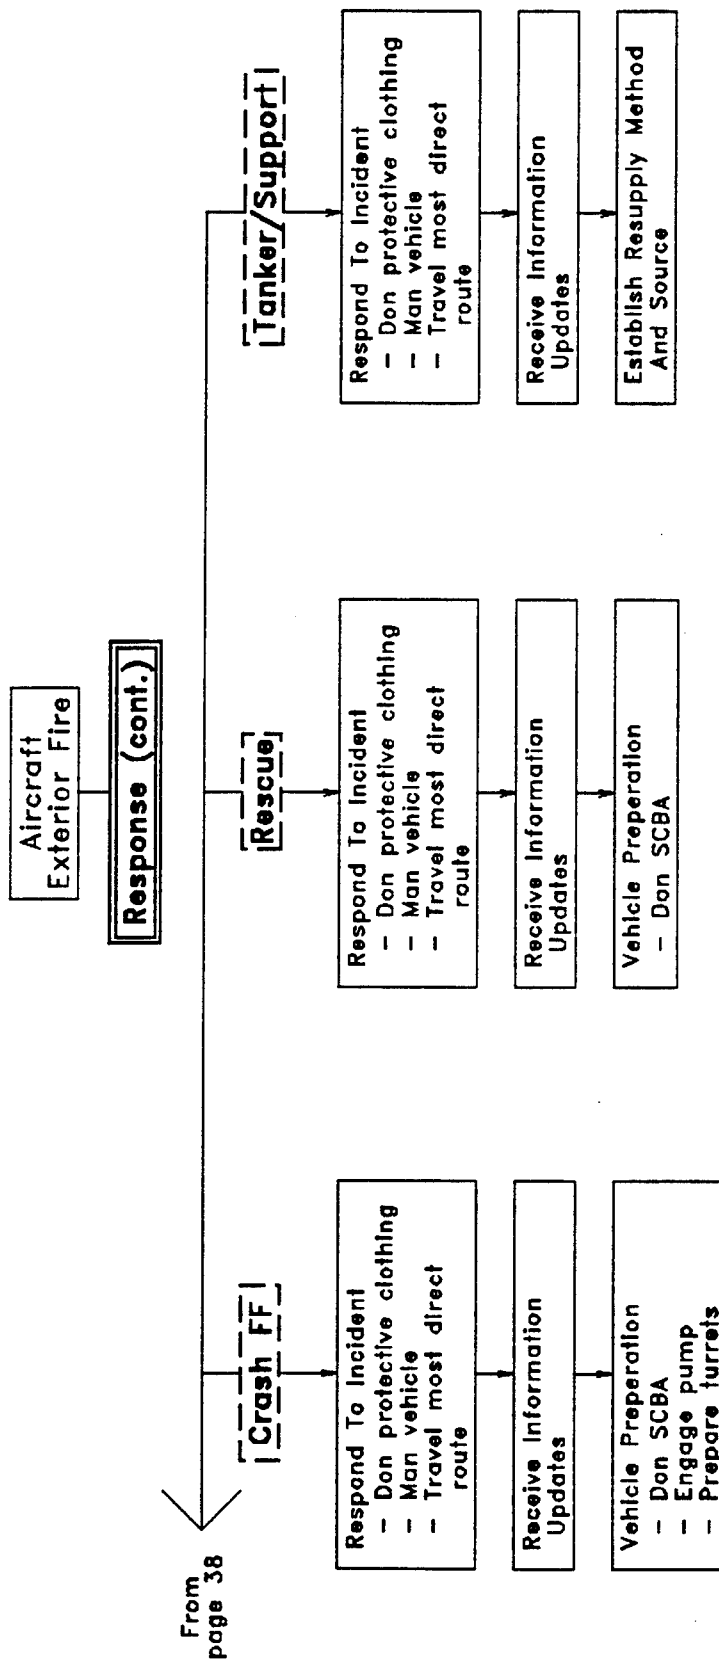 Aircraft
Exterior Fire
Response (cont.)
From
page 38
Crash FF
Respond To Incident
- Don protective clothing
- Man vehicle
- Travel most direct
route
Receive Information
Updates
Vehicle Preperation
- Don SCBA
- Engage pump
- Prepare turrets
Rescue
Respond To Incident
- Don protective clothing
- Man vehicle
- Travel most direct
route
Receive Information
Updates
Vehicle Preperation
- Don SCBA
Tanker/Support
Respond To Incident
- Don protective clothing
- Man vehicle
- Travel most direct
route
Receive Information
Updates
Establish Resupply Method
And Source